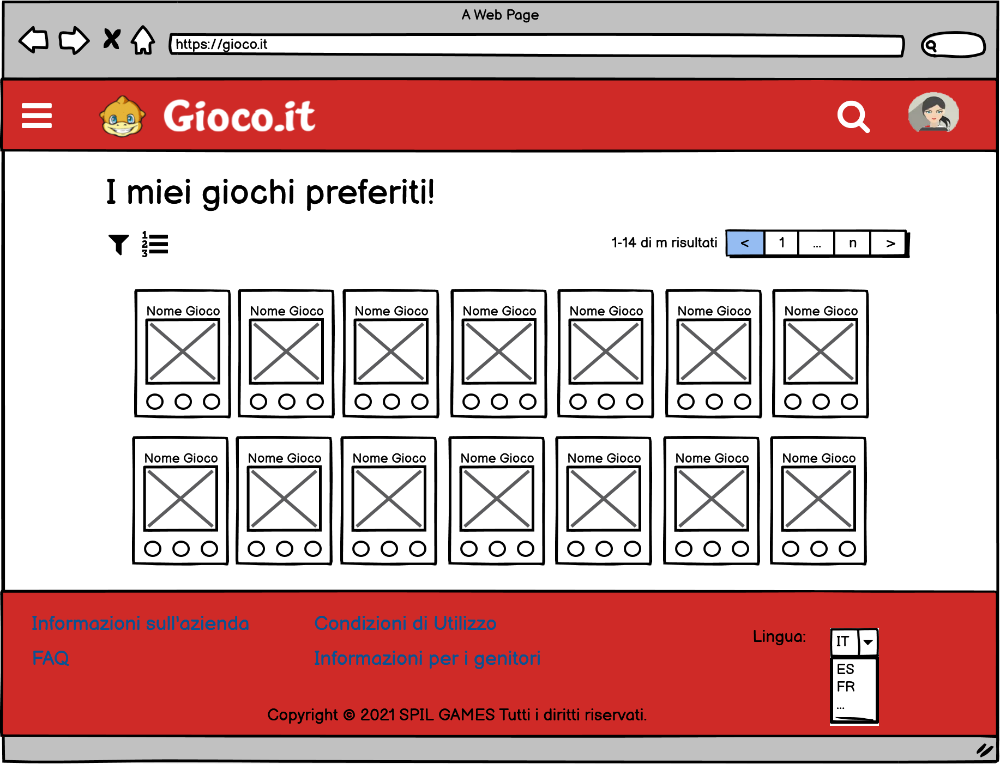 A Web Page
https://gioco.it
Gioco.it
I miei giochi preferiti!
1
2
3
1-14 di m risultati < 1 ... n >
Nome Gioco Nome Gioco Nome Gioco Nome Gioco Nome Gioco Nome Gioco Nome Gioco
Nome Gioco Nome Gioco Nome Gioco Nome Gioco Nome Gioco Nome Gioco Nome Gioco
Informazioni sull'azienda Condizioni di Utilizzo
FAQ Informazioni per i genitori
Lingua: IT
ES
FR
...
Copyright © 2021 SPIL GAMES Tutti i diritti riservati.